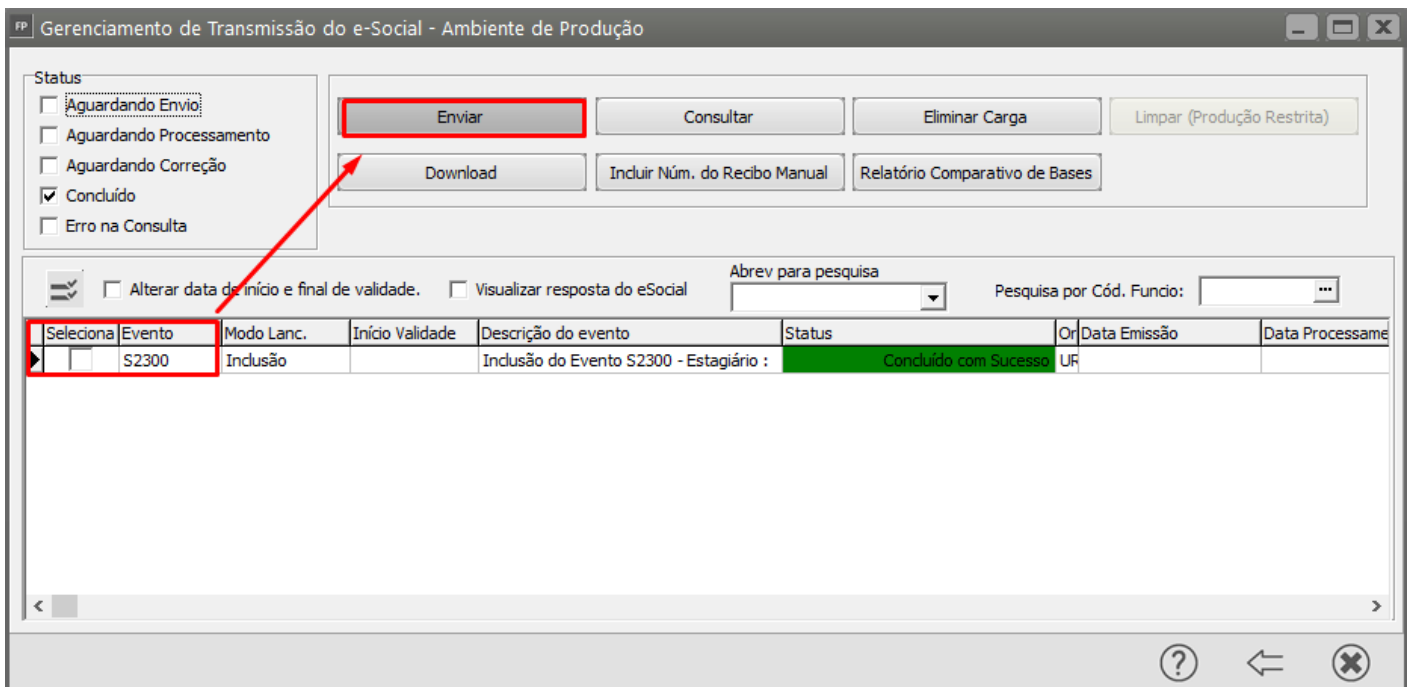 FP Gerenciamento de Transmissão do e-Social - Ambiente de Produção
Status
Aguardando Envio
Aguardando Processamento
Aguardando Correção
Concluído
Erro na Consulta
Enviar Consultar Eliminar Carga Limpar (Produção Restrita)
Download Incluir Núm. do Recibo Manual Relatório Comparativo de Bases
Alterar data de início e final de validade. Visualizar resposta do eSocial Abrev para pesquisa Pesquisa por Cód. Funcio: ...
Seleciona Evento Modo Lanc. Início Validade Descrição do evento Status Or Data Emissão Data Processame
S2300 Inclusão Inclusão do Evento S2300 - Estagiário : Concluído com Sucesso UR
?